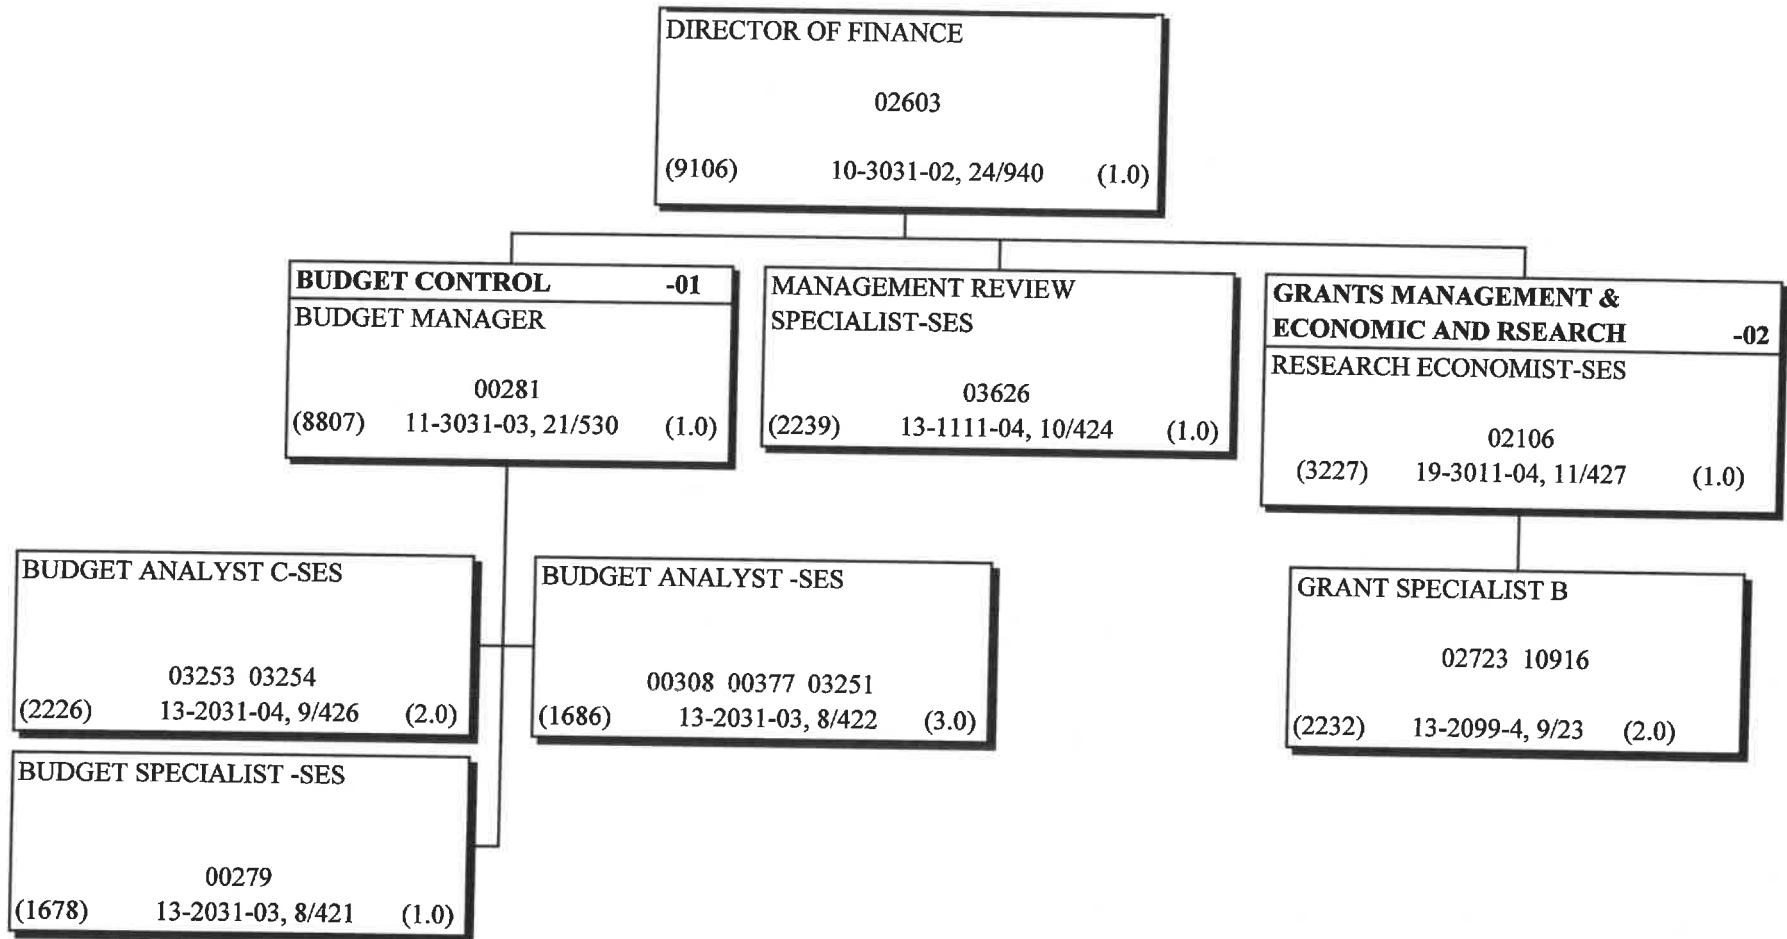 DIRECTOR OF FINANCE
02603
(9106) 10-3031-02, 24/940 (1.0)
BUDGET CONTROL -01
BUDGET MANAGER
00281
(8807) 11-3031-03, 21/530 (1.0)
MANAGEMENT REVIEW
SPECIALIST-SES
03626
(2239) 13-1111-04, 10/424 (1.0)
GRANTS MANAGEMENT &
ECONOMIC AND RSEARCH -02
RESEARCH ECONOMIST-SES
02106
(3227) 19-3011-04, 11/427 (1.0)
BUDGET ANALYST C-SES
03253 03254
(2226) 13-2031-04, 9/426 (2.0)
BUDGET ANALYST -SES
00308 00377 03251
(1686) 13-2031-03, 8/422 (3.0)
GRANT SPECIALIST B
02723 10916
(2232) 13-2099-4, 9/23 (2.0)
BUDGET SPECIALIST -SES
00279
(1678) 13-2031-03, 8/421 (1.0)